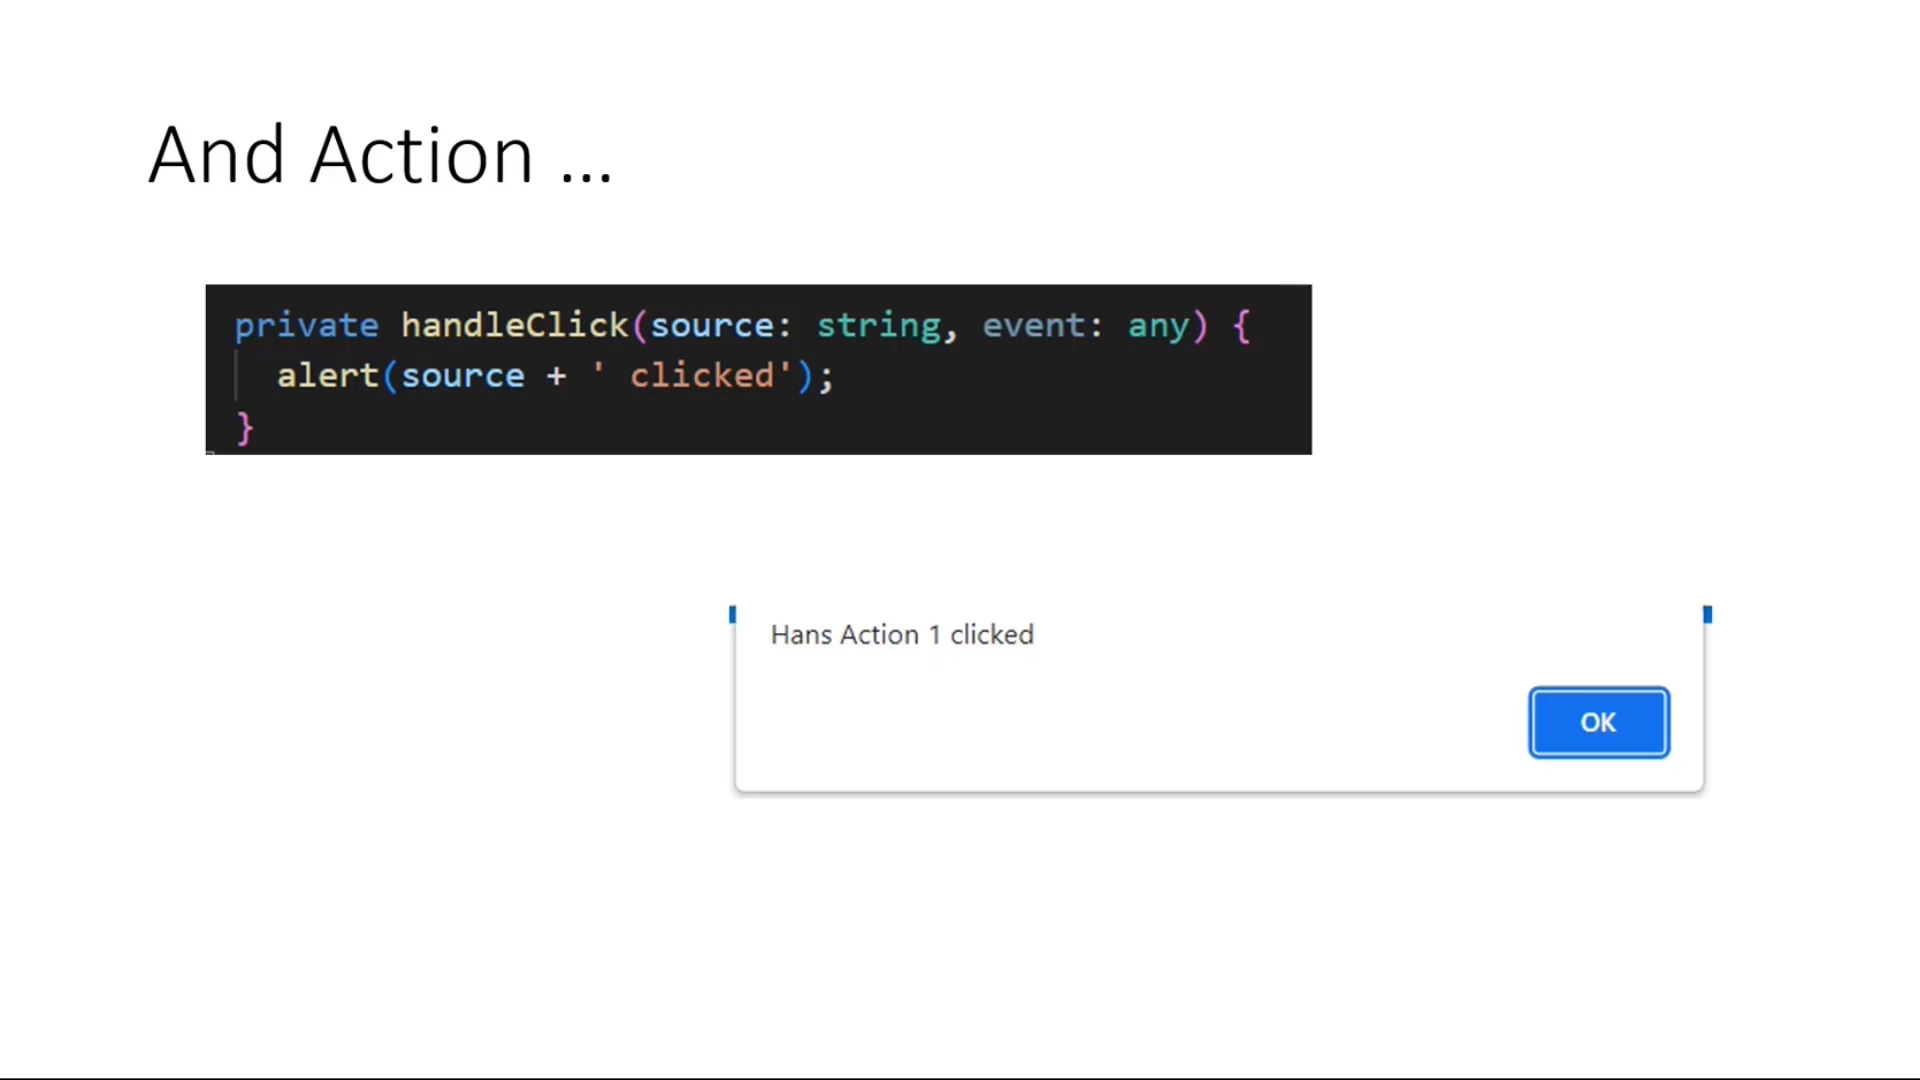 And Action ...
private handleClick(source: string, event: any) {
alert(source + ' clicked');
}
Hans Action 1 clicked
OK